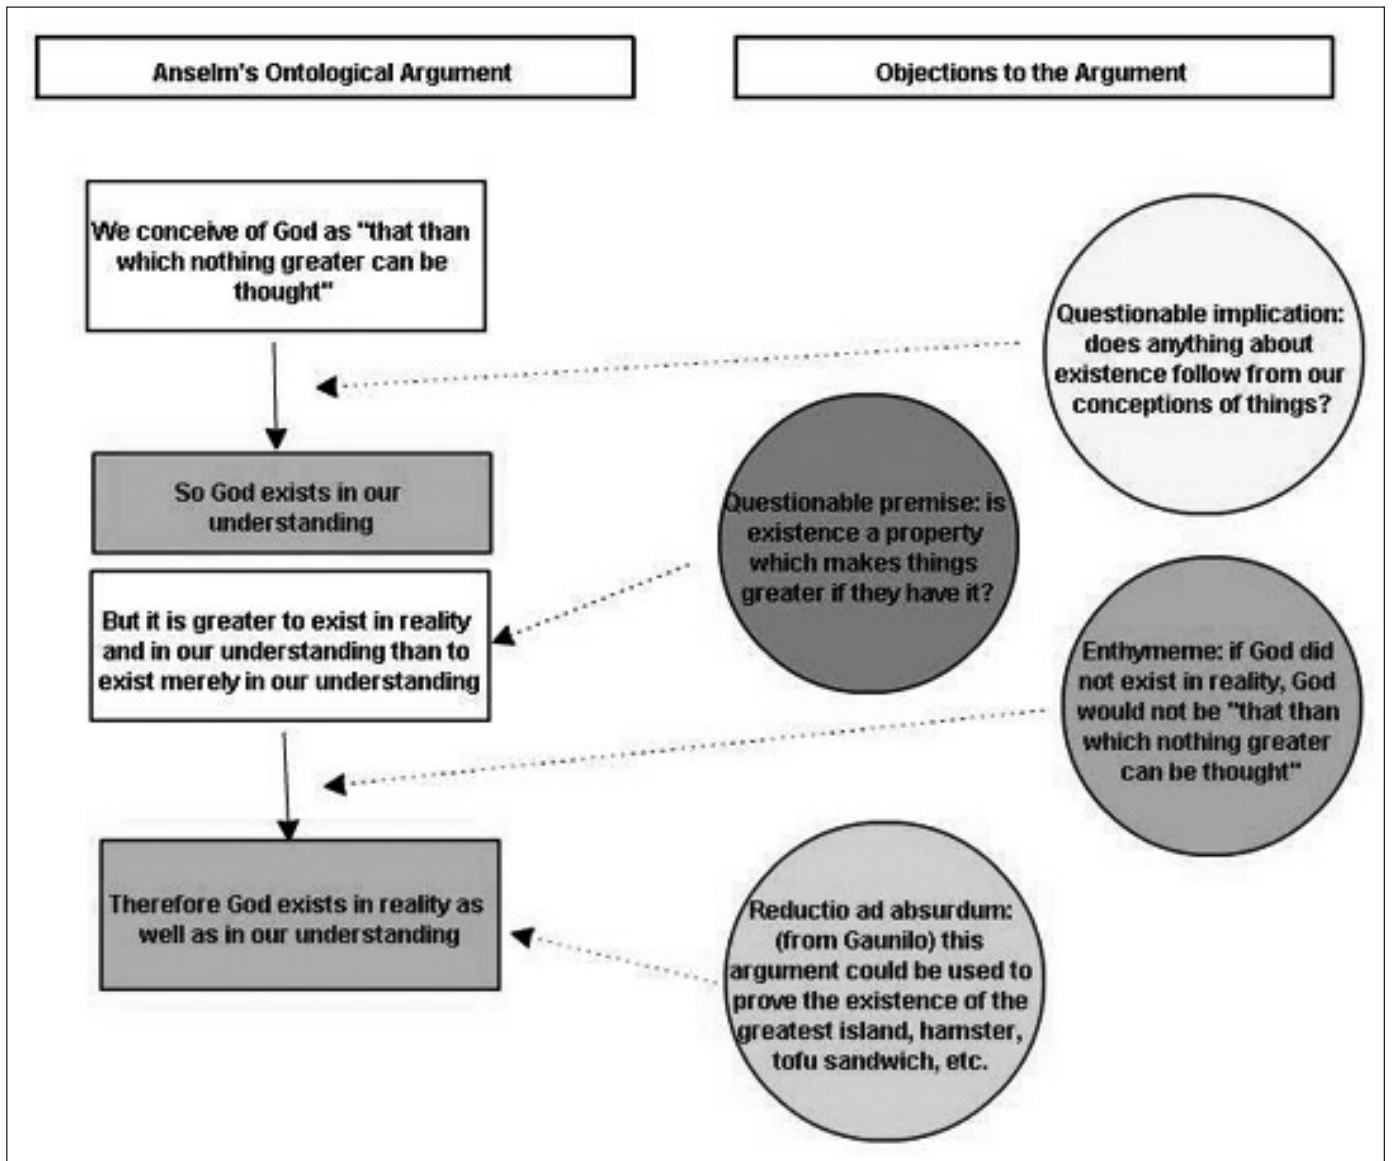 Anselm's Ontological Argument
Objections to the Argument
We conceive of God as "that than
which nothing greater can be
thought"
So God exists in our
understanding
But it is greater to exist in reality
and in our understanding than to
exist merely in our understanding
Therefore God exists in reality as
well as in our understanding
Questionable implication:
does anything about
existence follow from our
conceptions of things?
Questionable premise: is
existence a property
which makes things
greater if they have it?
Enthymeme: if God did
not exist in reality, God
would not be "that than
which nothing greater
can be thought"
Reductio ad absurdum:
(from Gaunilo) this
argument could be used to
prove the existence of the
greatest island, hamster,
tofu sandwich, etc.